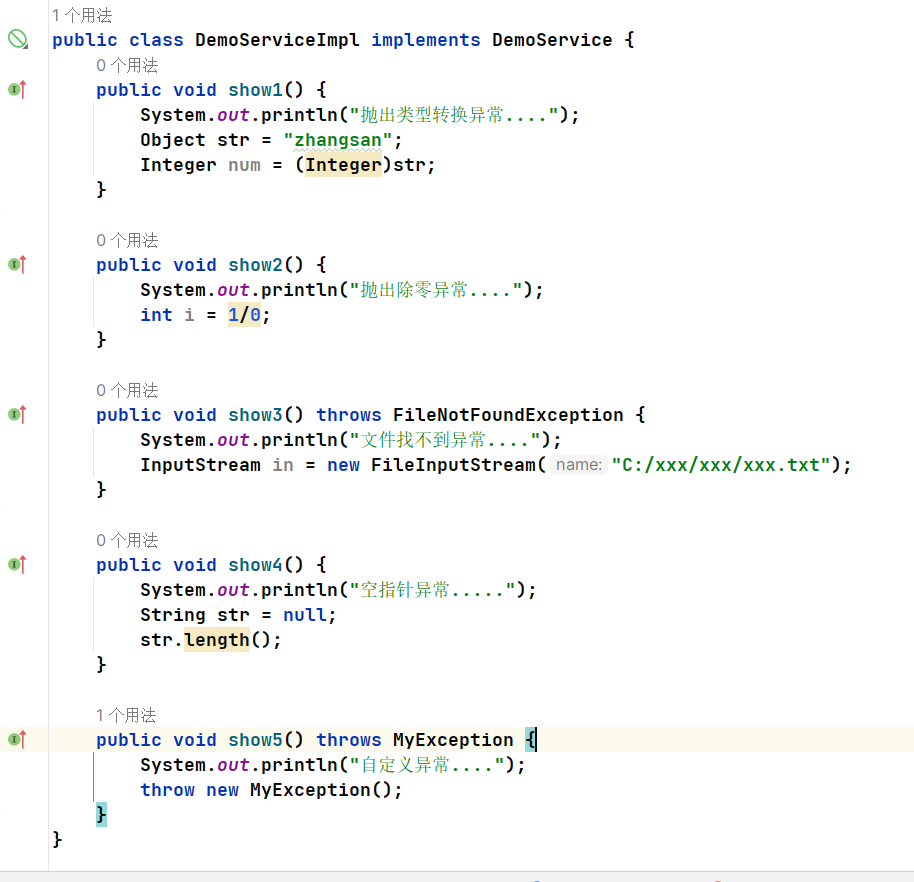 1 个用法
public class DemoServiceImpl implements DemoService {
0 个用法
public void show1() {
System.out.println("抛出类型转换异常....");
Object str = "zhangsan";
Integer num = (Integer)str;
}
0 个用法
public void show2() {
System.out.println("抛出除零异常....");
int i = 1/0;
}
0 个用法
public void show3() throws FileNotFoundException {
System.out.println("文件找不到异常....");
InputStream in = new FileInputStream( name: "C:/xxx/xxx/xxx.txt");
}
0 个用法
public void show4() {
System.out.println("空指针异常.....");
String str = null;
str.length();
}
1 个用法
public void show5() throws MyException {
System.out.println("自定义异常....");
throw new MyException();
}
}